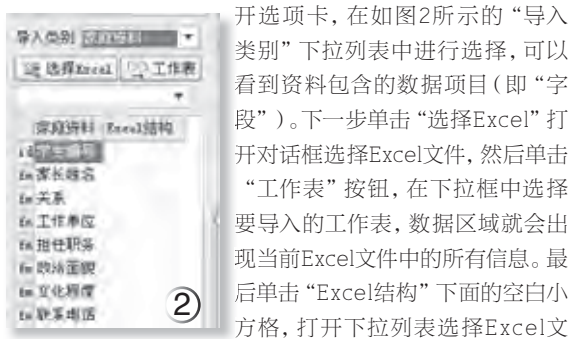 导入类别 家庭资料
选择Excel 工作表
家庭资料 Excel结构
家长姓名
关系
工作单位
担任职务
政治面貌
文化程度
联系电话
②
开选项卡，在如图2所示的“导入
类别”下拉列表中进行选择，可以
看到资料包含的数据项目（即“字
段”）。下一步单击“选择Excel”打
开对话框选择Excel文件，然后单击
“工作表”按钮，在下拉框中选择
要导入的工作表，数据区域就会出
现当前Excel文件中的所有信息。最
后单击“Excel结构”下面的空白小
方格，打开下拉列表选择Excel文